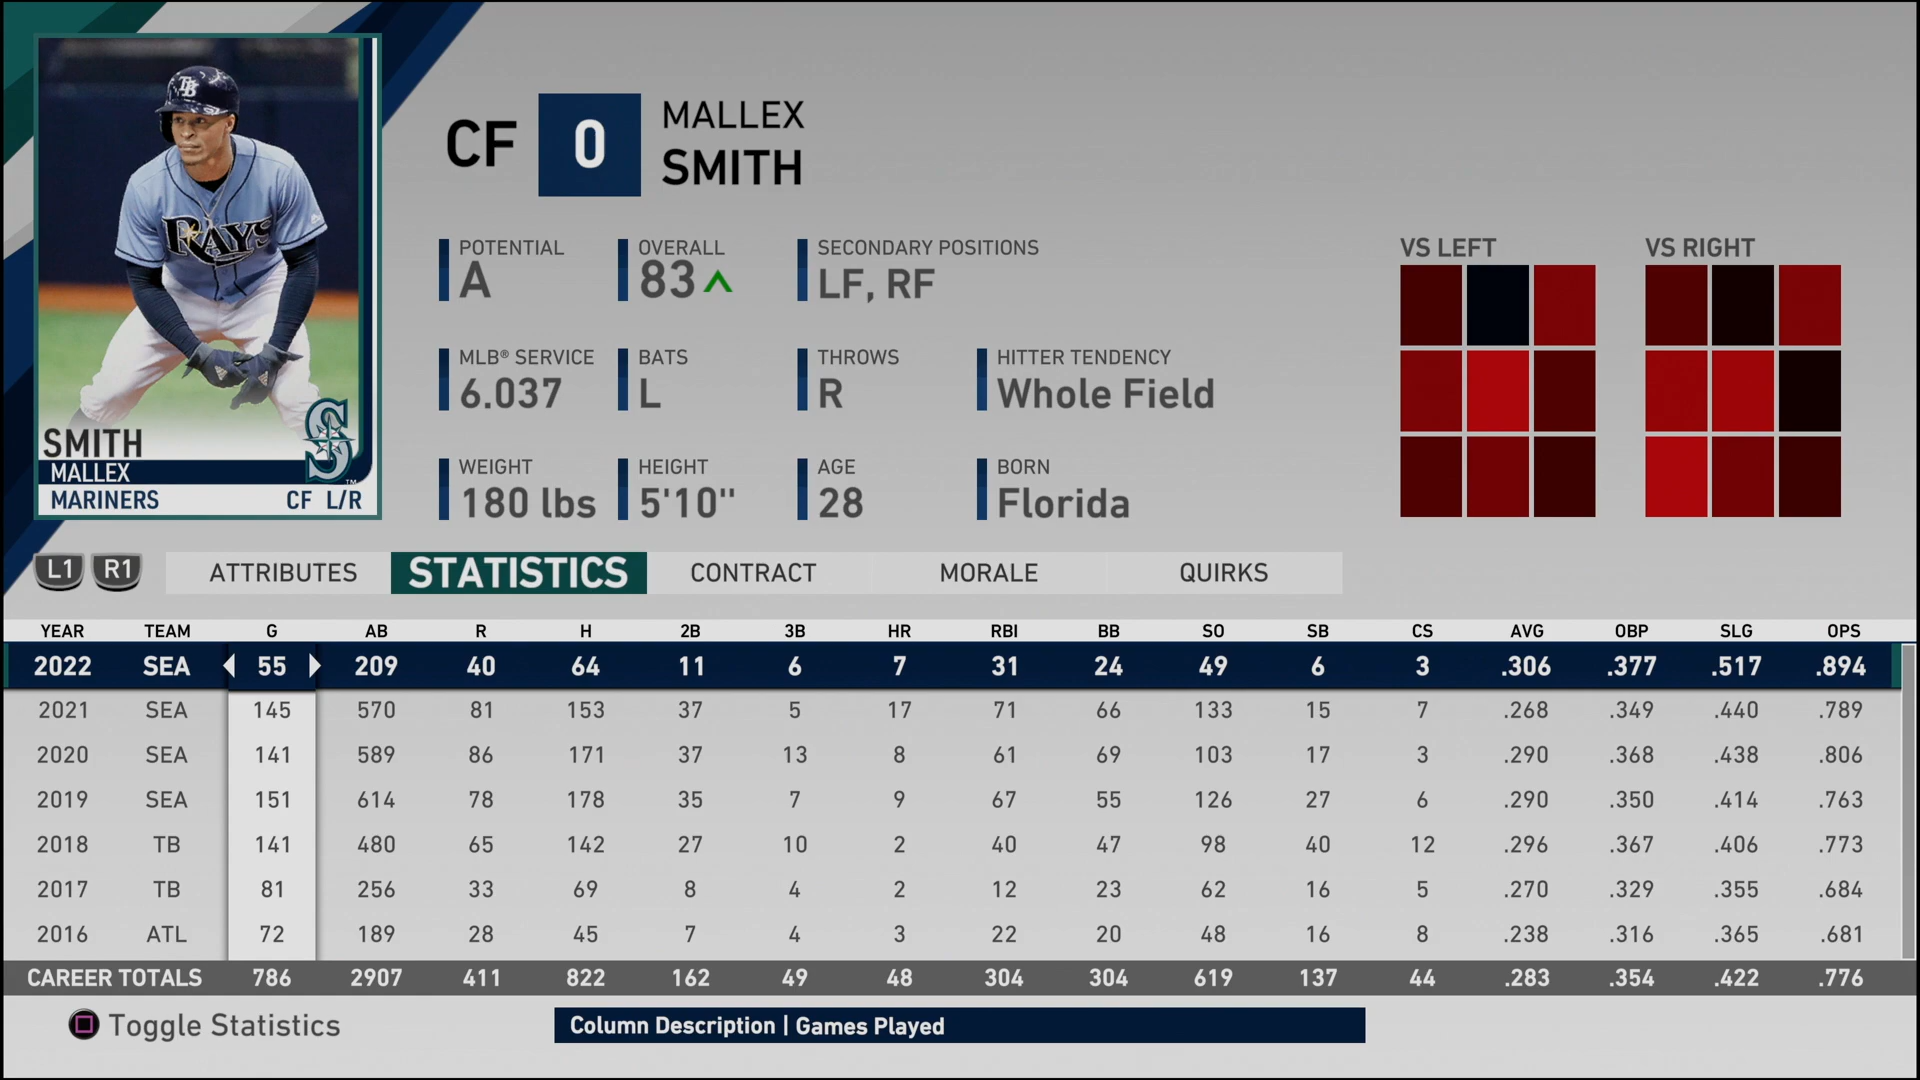 TB
RAYS
SMITH
MALLEX
MARINERS CF L/R
S
TM
CF 0 MALLEX
SMITH
POTENTIAL OVERALL SECONDARY POSITIONS
A 83 LF, RF
MLB® SERVICE BATS THROWS HITTER TENDENCY
6.037 L R Whole Field
WEIGHT HEIGHT AGE BORN
180 lbs 5'10" 28 Florida
VS LEFT VS RIGHT
L1 R1 ATTRIBUTES STATISTICS CONTRACT MORALE QUIRKS
YEAR TEAM G AB R H 2B 3B HR RBI BB SO SB CS AVG OBP SLG OPS
2022 SEA 55 209 40 64 11 6 7 31 24 49 6 3 .306 .377 .517 .894
2021 SEA 145 570 81 153 37 5 17 71 66 133 15 7 .268 .349 .440 .789
2020 SEA 141 589 86 171 37 13 8 61 69 103 17 3 .290 .368 .438 .806
2019 SEA 151 614 78 178 35 7 9 67 55 126 27 6 .290 .350 .414 .763
2018 TB 141 480 65 142 27 10 2 40 47 98 40 12 .296 .367 .406 .773
2017 TB 81 256 33 69 8 4 2 12 23 62 16 5 .270 .329 .355 .684
2016 ATL 72 189 28 45 7 4 3 22 20 48 16 8 .238 .316 .365 .681
CAREER TOTALS 786 2907 411 822 162 49 48 304 304 619 137 44 .283 .354 .422 .776
Toggle Statistics
Column Description | Games Played